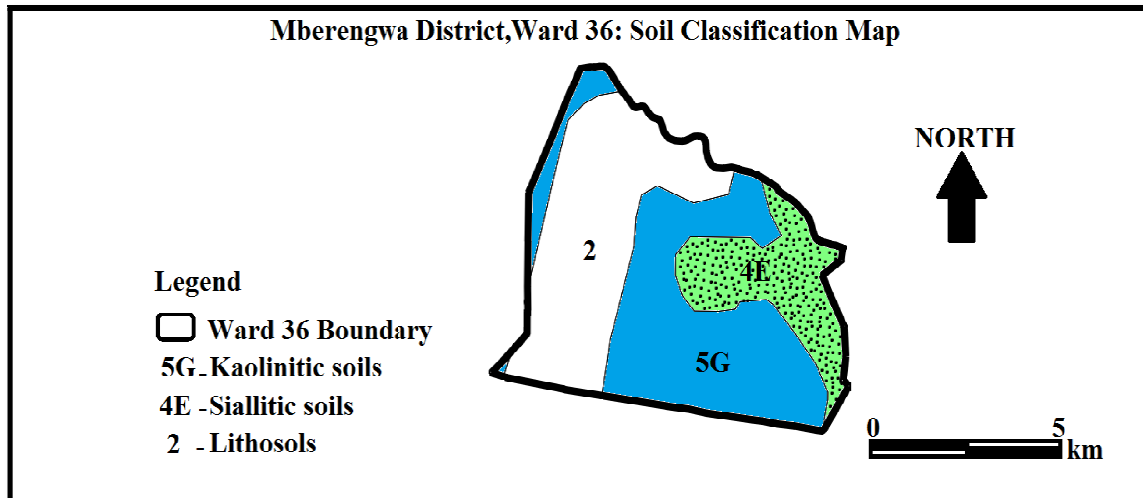 Mberengwa District,Ward 36: Soil Classification Map
NORTH
2
4E
5G
Legend
Ward 36 Boundary
5G-Kaolinitic soils
4E -Siallitic soils
2 -Lithosols
0 5
km